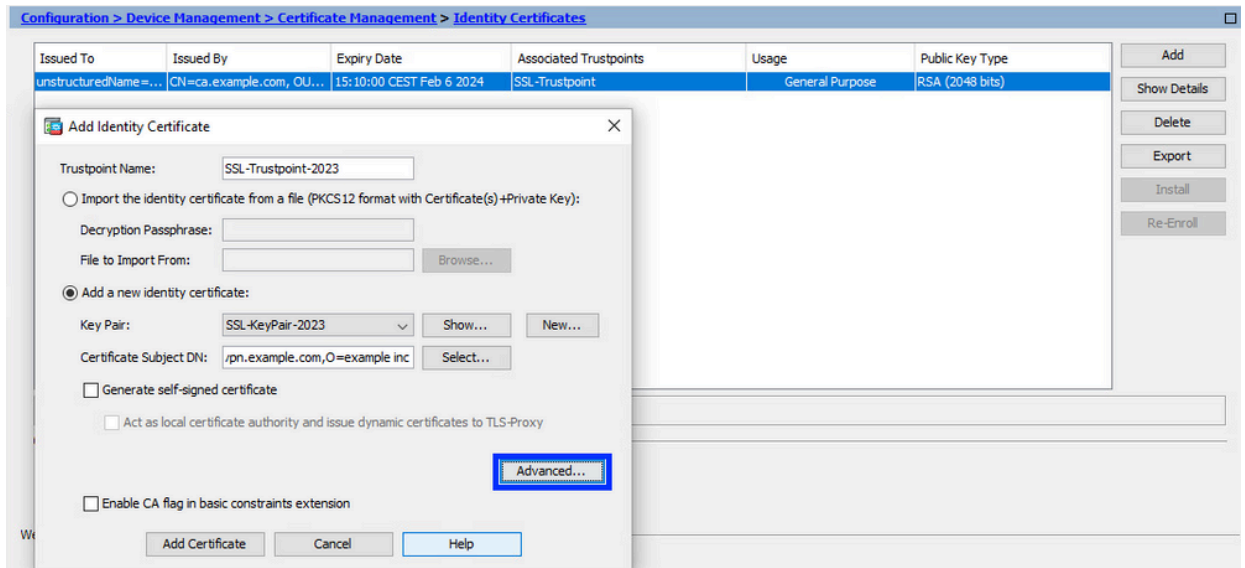 Configuration > Device Management > Certificate Management > Identity Certificates
Issued To Issued By Expiry Date Associated Trustpoints Usage Public Key Type
unstructuredName=... CN=ca.example.com, OU... 15:10:00 CEST Feb 6 2024 SSL-Trustpoint General Purpose RSA (2048 bits)
Add
Show Details
Delete
Export
Install
Re-Enroll
Add Identity Certificate
Trustpoint Name: SSL-Trustpoint-2023
Import the identity certificate from a file (PKCS12 format with Certificate(s)+Private Key):
Decryption Passphrase:
File to Import From: Browse...
Add a new identity certificate:
Key Pair: SSL-KeyPair-2023 Show... New...
Certificate Subject DN: vpn.example.com,O=example inc Select...
Generate self-signed certificate
Act as local certificate authority and issue dynamic certificates to TLS-Proxy
Advanced...
Enable CA flag in basic constraints extension
Add Certificate Cancel Help